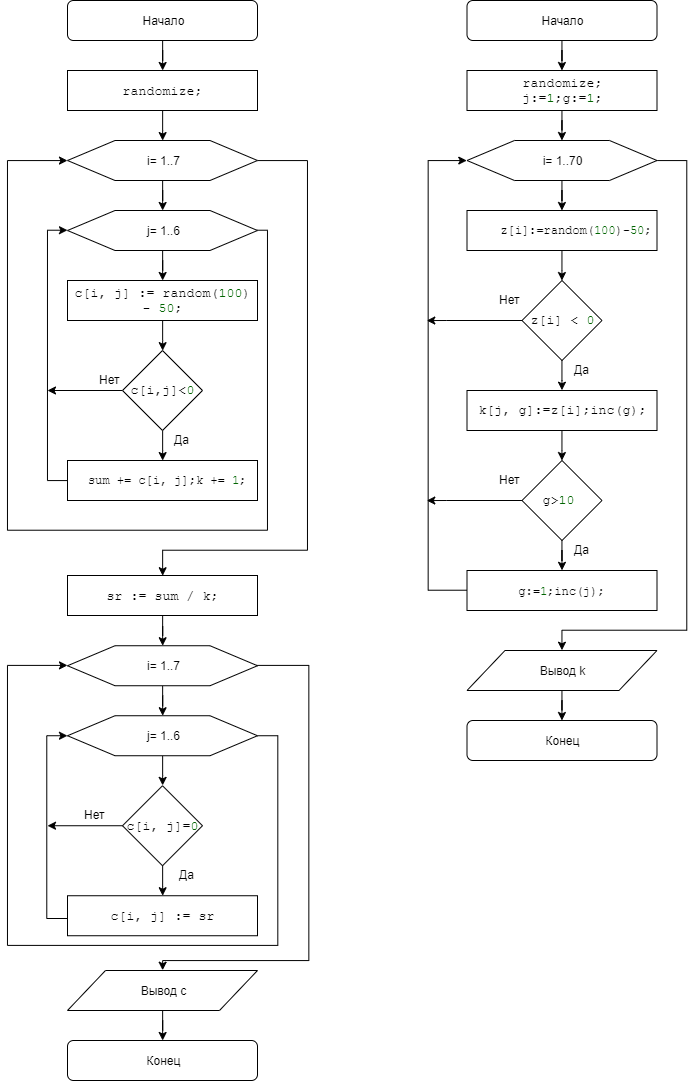 Начало
randomize;
i= 1..7
j= 1..6
c[i, j] := random(100)
- 50;
c[i,j]<0
Нет
Да
sum += c[i, j];k += 1;
sr := sum / k;
i= 1..7
j= 1..6
c[i, j]=0
Нет
Да
c[i, j] := sr
Вывод c
Конец
Начало
randomize;
j:=1;g:=1;
i= 1..70
z[i]:=random(100)-50;
Нет
z[i] < 0
Да
k[j, g]:=z[i];inc(g);
Нет
g>10
Да
g:=1;inc(j);
Вывод k
Конец